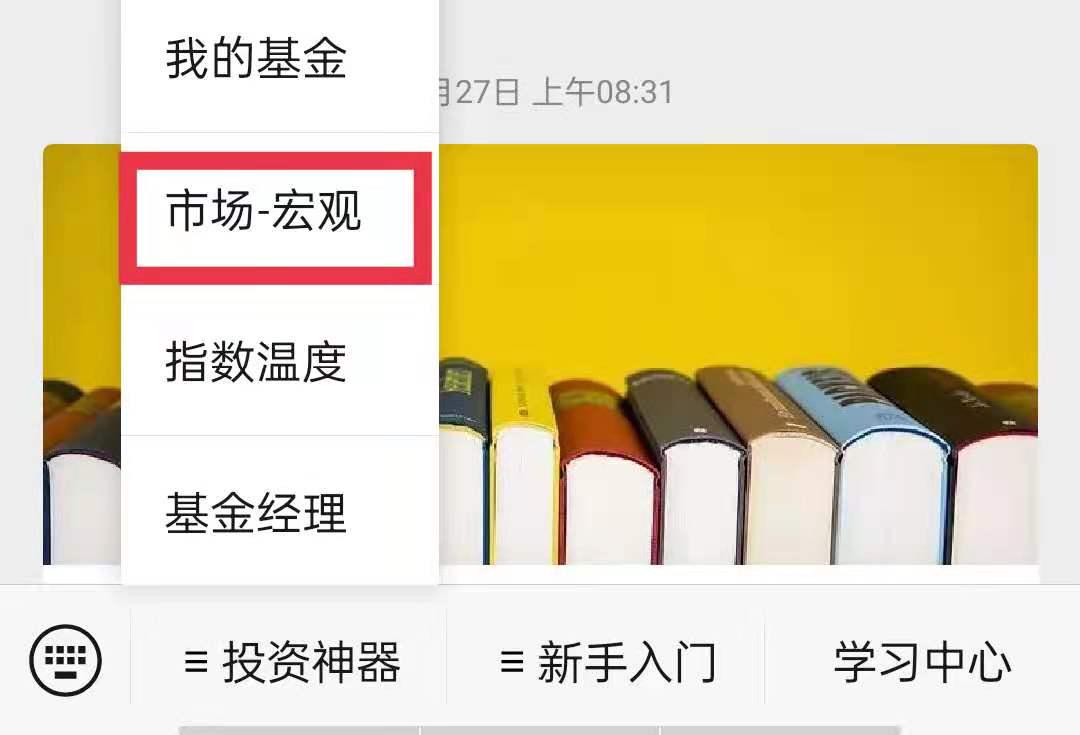 我的基金
月27日 上午08:31
市场-宏观
指数温度
基金经理
投资神器
新手入门
学习中心